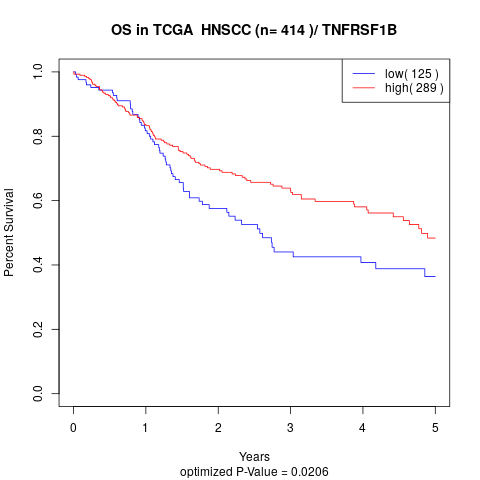 OS in TCGA  HNSCC (n= 414 )/ TNFRSF1B
low( 125 )
high( 289 )
Percent Survival
1.0
0.8
0.6
0.4
0.2
0.0
0 1 2 3 4 5
Years
optimized P-Value = 0.0206